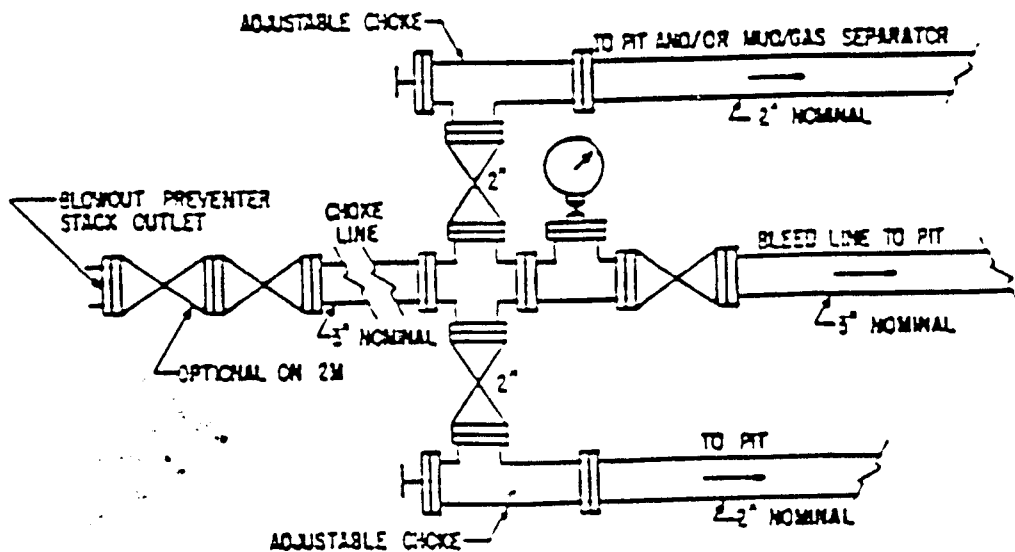 ADJUSTABLE CHOKE
TO PIT AND/OR MUD/GAS SEPARATOR
2" NOMINAL
2"
BLOWOUT PREVENTER
STACK OUTLET
CHOKE
LINE
BLEED LINE TO PIT
3" NOMINAL
3" NOMINAL
OPTIONAL ON 2M
2"
TO PIT
2" NOMINAL
ADJUSTABLE CHOKE